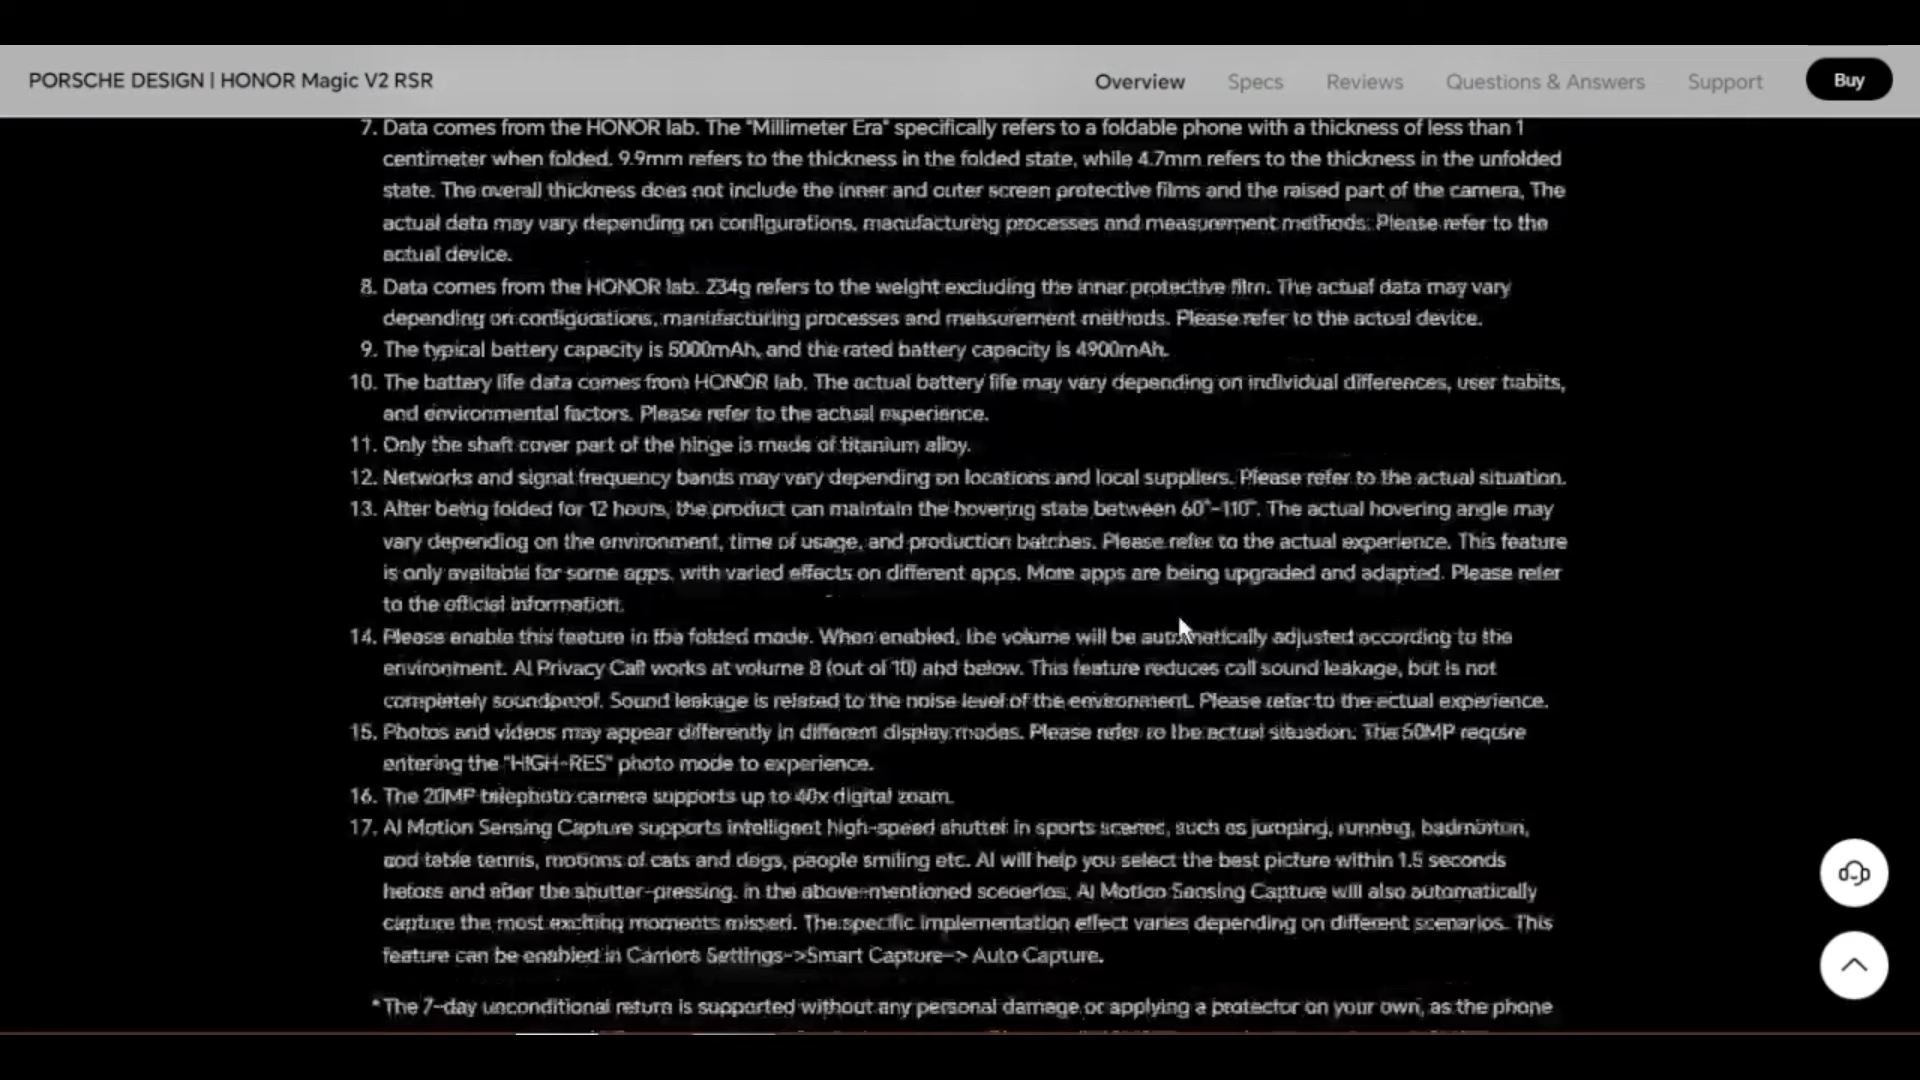 PORSCHE DESIGN | HONOR Magic V2 RSR
Overview
Specs
Reviews
Questions & Answers
Support
Buy
7. Data comes from the HONOR lab. The "Millimeter Era" specifically refers to a foldable phone with a thickness of less than 1
centimeter when folded. 9.9mm refers to the thickness in the folded state, while 4.7mm refers to the thickness in the unfolded
state. The overall thickness does not include the inner and outer screen protective films and the raised part of the camera, The
actual data may vary depending on configurations, manufacturing processes and measurement methods. Please refer to the
actual device.
8. Data comes from the HONOR lab. 234g refers to the weight excluding the inner protective film. The actual data may vary
depending on configurations, manufacturing processes and measurement methods. Please refer to the actual device.
9. The typical battery capacity is 5000mAh, and the rated battery capacity is 4900mAh.
10. The battery life data comes from HONOR lab. The actual battery life may vary depending on individual differences, user habits,
and environmental factors. Please refer to the actual experience.
11. Only the shaft cover part of the hinge is made of titanium alloy.
12. Networks and signal frequency bands may vary depending on locations and local suppliers. Please refer to the actual situation.
13. After being folded for 12 hours, the product can maintain the hovering state between 60°-110°. The actual hovering angle may
vary depending on the environment, time of usage, and production batches. Please refer to the actual experience. This feature
is only available for some apps, with varied effects on different apps. More apps are being upgraded and adapted. Please refer
to the official information.
14. Please enable this feature in the folded mode. When enabled, the volume will be automatically adjusted according to the
environment. AI Privacy Call works at volume 8 (out of 10) and below. This feature reduces call sound leakage, but is not
completely soundproof. Sound leakage is related to the noise level of the environment. Please refer to the actual experience.
15. Photos and videos may appear differently in different display modes. Please refer to the actual situation. The 50MP require
entering the "HIGH-RES" photo mode to experience.
16. The 20MP telephoto camera supports up to 40x digital zoom.
17. AI Motion Sensing Capture supports intelligent high-speed shutter in sports scenes, such as jumping, running, badminton,
and table tennis, motions of cats and dogs, people smiling etc. AI will help you select the best picture within 1.5 seconds
before and after the shutter-pressing. in the above-mentioned scenerios, AI Motion Sensing Capture will also automatically
capture the most exciting moments missed. The specific implementation effect varies depending on different scenarios. This
feature can be enabled in Camera Settings->Smart Capture-> Auto Capture.
*The 7-day unconditional return is supported without any personal damage or applying a protector on your own, as the phone